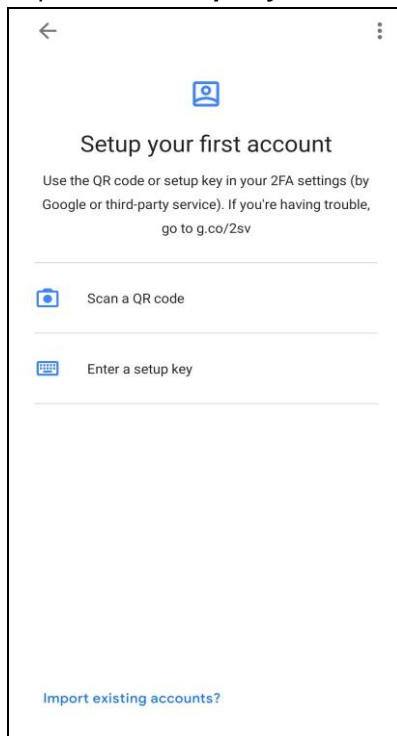 Setup your first account
Use the QR code or setup key in your 2FA settings (by
Google or third-party service). If you're having trouble,
go to g.co/2sv
Scan a QR code
Enter a setup key
Import existing accounts?